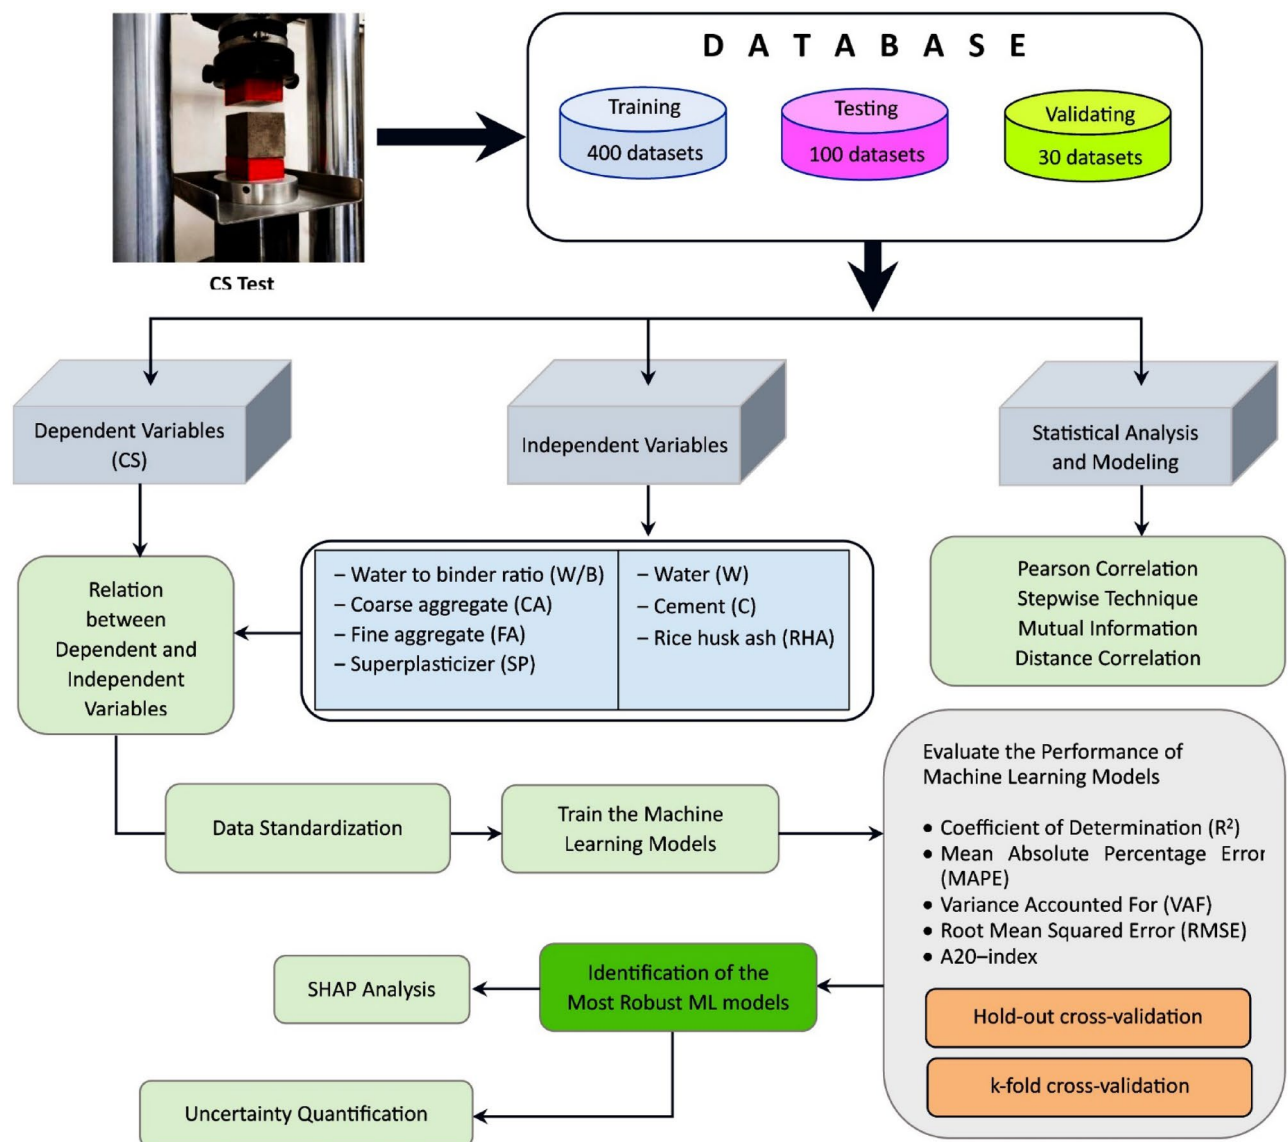 D A T A B A S E
Training
400 datasets
Testing
100 datasets
Validating
30 datasets
CS Test
Dependent Variables
(CS)
Independent Variables
Statistical Analysis
and Modeling
Relation
between
Dependent and
Independent
Variables
– Water to binder ratio (W/B)
– Coarse aggregate (CA)
– Fine aggregate (FA)
– Superplasticizer (SP)
– Water (W)
– Cement (C)
– Rice husk ash (RHA)
Pearson Correlation
Stepwise Technique
Mutual Information
Distance Correlation
Data Standardization
Train the Machine
Learning Models
Evaluate the Performance of
Machine Learning Models
• Coefficient of Determination (R²)
• Mean Absolute Percentage Error
(MAPE)
• Variance Accounted For (VAF)
• Root Mean Squared Error (RMSE)
• A20–index
Hold-out cross-validation
k-fold cross-validation
Identification of the
Most Robust ML models
SHAP Analysis
Uncertainty Quantification